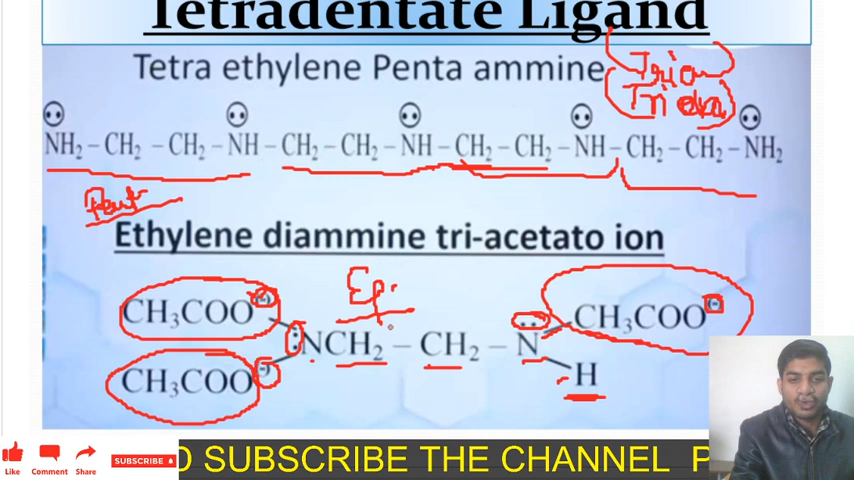 Tetradentate Ligand
Tetra ethylene Penta ammine
Trien
NH₂ – CH₂ – CH₂ – NH – CH₂ – CH₂ – NH – CH₂ – CH₂ – NH – CH₂ – CH₂ – NH₂
Ethylene diammine tri-acetato ion
CH₃COO⁽⁻⁾
CH₃COO⁽⁻⁾
NCH₂ – CH₂ – N
CH₃COO⁽⁻⁾
H
Like
Comment
Share
SUBSCRIBE
O SUBSCRIBE THE CHANNEL P